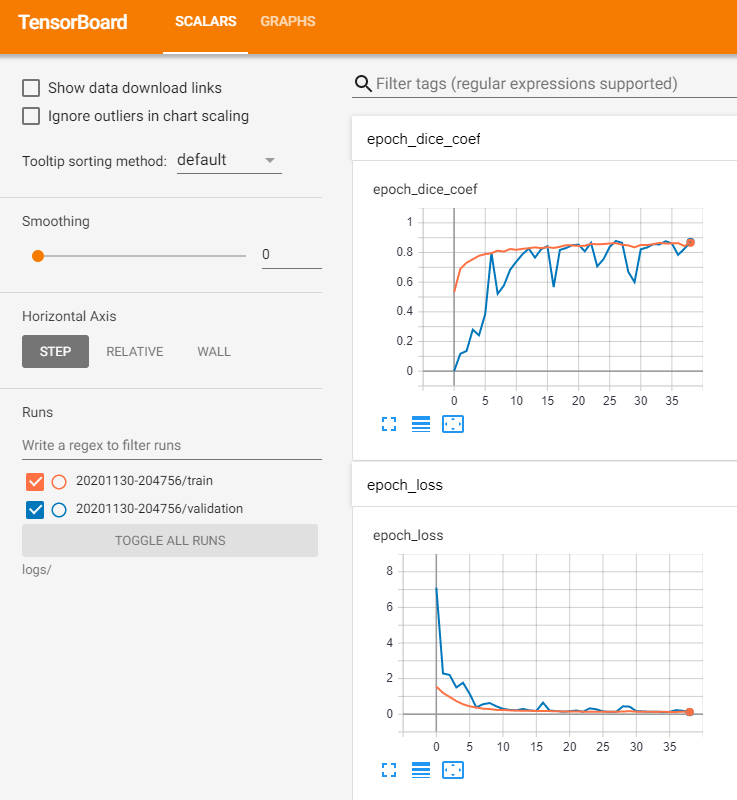 TensorBoard SCALARS GRAPHS
Show data download links
Ignore outliers in chart scaling
Tooltip sorting method: default
Smoothing
0
Horizontal Axis
STEP RELATIVE WALL
Runs
Write a regex to filter runs
20201130-204756/train
20201130-204756/validation
TOGGLE ALL RUNS
logs/
Filter tags (regular expressions supported)
epoch_dice_coef
epoch_dice_coef
1
0.8
0.6
0.4
0.2
0
0 5 10 15 20 25 30 35
epoch_loss
epoch_loss
8
6
4
2
0
0 5 10 15 20 25 30 35